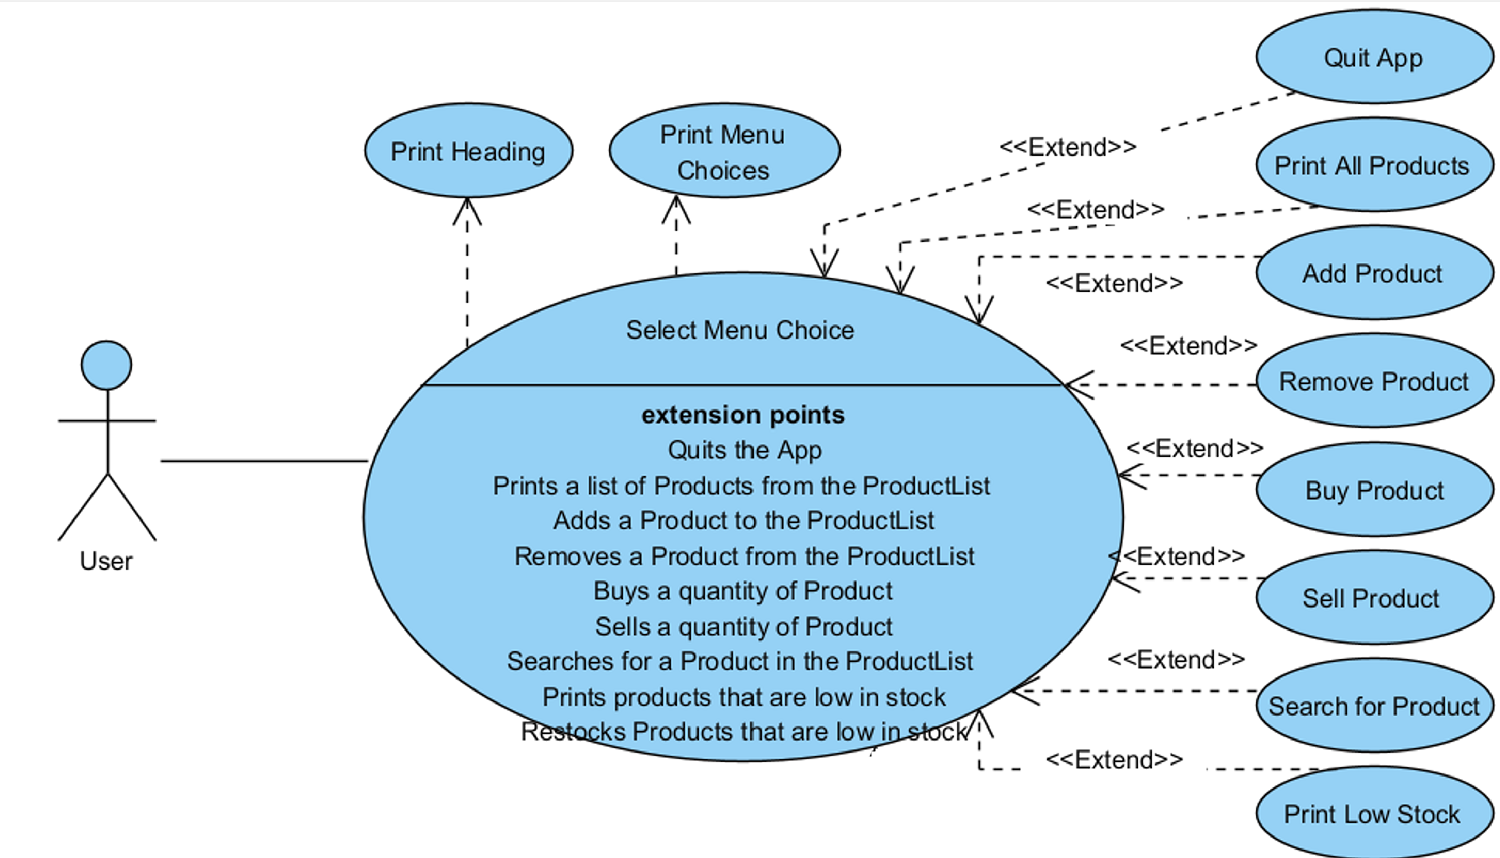 Quit App
<<Extend>>
Print Menu
Choices
Print Heading
Print All Products
<<Extend>>
Add Product
<<Extend>>
Select Menu Choice
<<Extend>>
Remove Product
extension points
Quits the App
Prints a list of Products from the ProductList
Adds a Product to the ProductList
Removes a Product from the ProductList
Buys a quantity of Product
Sells a quantity of Product
Searches for a Product in the ProductList
Prints products that are low in stock
Restocks Products that are low in stock
<<Extend>>
Buy Product
<<Extend>>
User
Sell Product
<<Extend>>
Search for Product
<<Extend>>
Print Low Stock